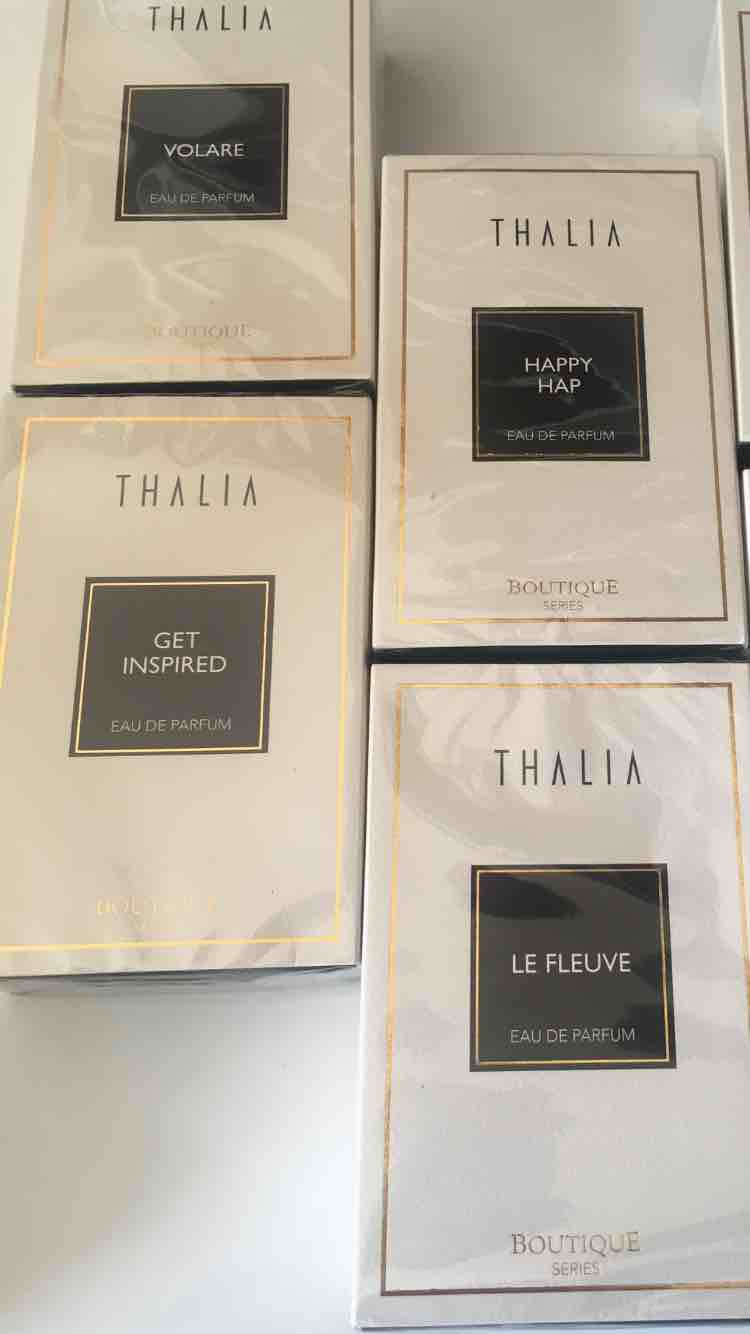 THALIA
VOLARE
EAU DE PARFUM
BOUTIQUE
THALIA
HAPPY
HAP
EAU DE PARFUM
BOUTIQUE
SERIES
THALIA
GET
INSPIRED
EAU DE PARFUM
BOUTIQUE
THALIA
LE FLEUVE
EAU DE PARFUM
BOUTIQUE
SERIES